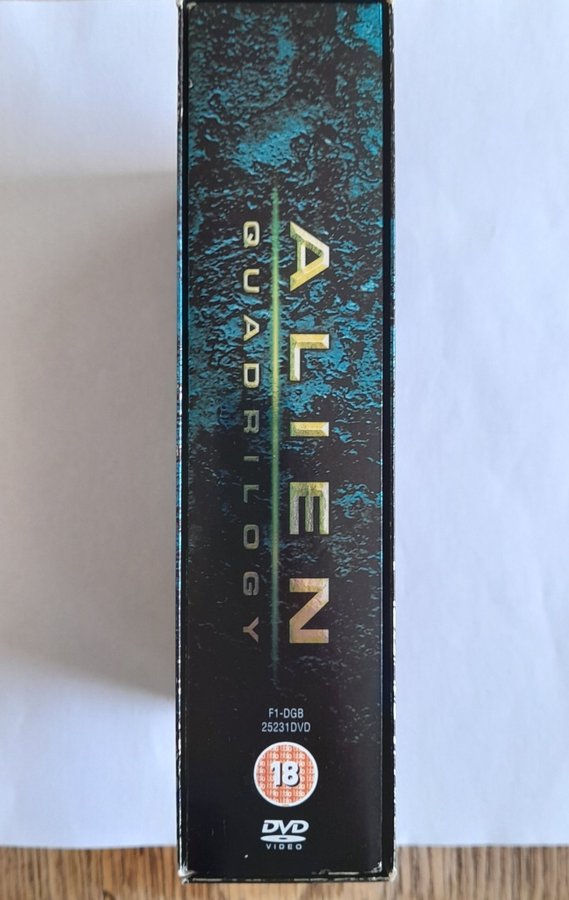 ALIEN
QUADRILOGY
F1-DGB
25231DVD
18
DVD
VIDEO